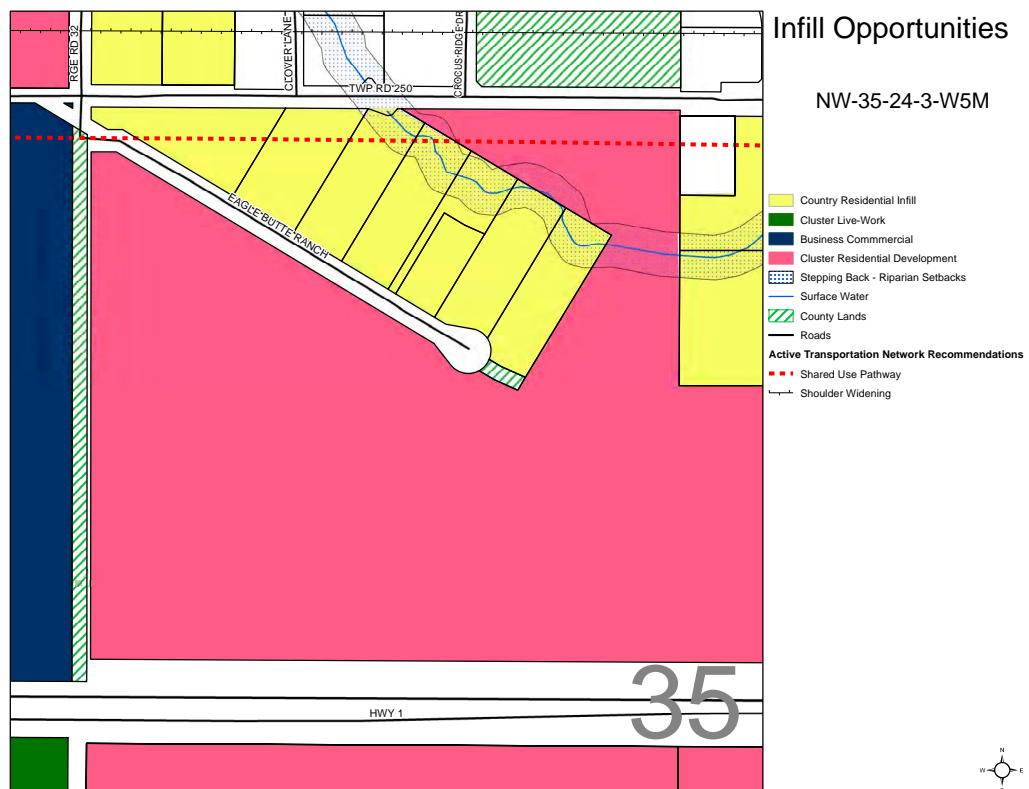 Infill Opportunities
NW-35-24-3-W5M
RGE RD 32
CLOVER LANE
CROCUS RIDGE DR
TWP RD 250
EAGLE BUTTE RANCH
Country Residential Infill
Cluster Live-Work
Business Commmercial
Cluster Residential Development
Stepping Back - Riparian Setbacks
Surface Water
County Lands
Roads
Active Transportation Network Recommendations
Shared Use Pathway
Shoulder Widening
35
HWY 1
N
W
E